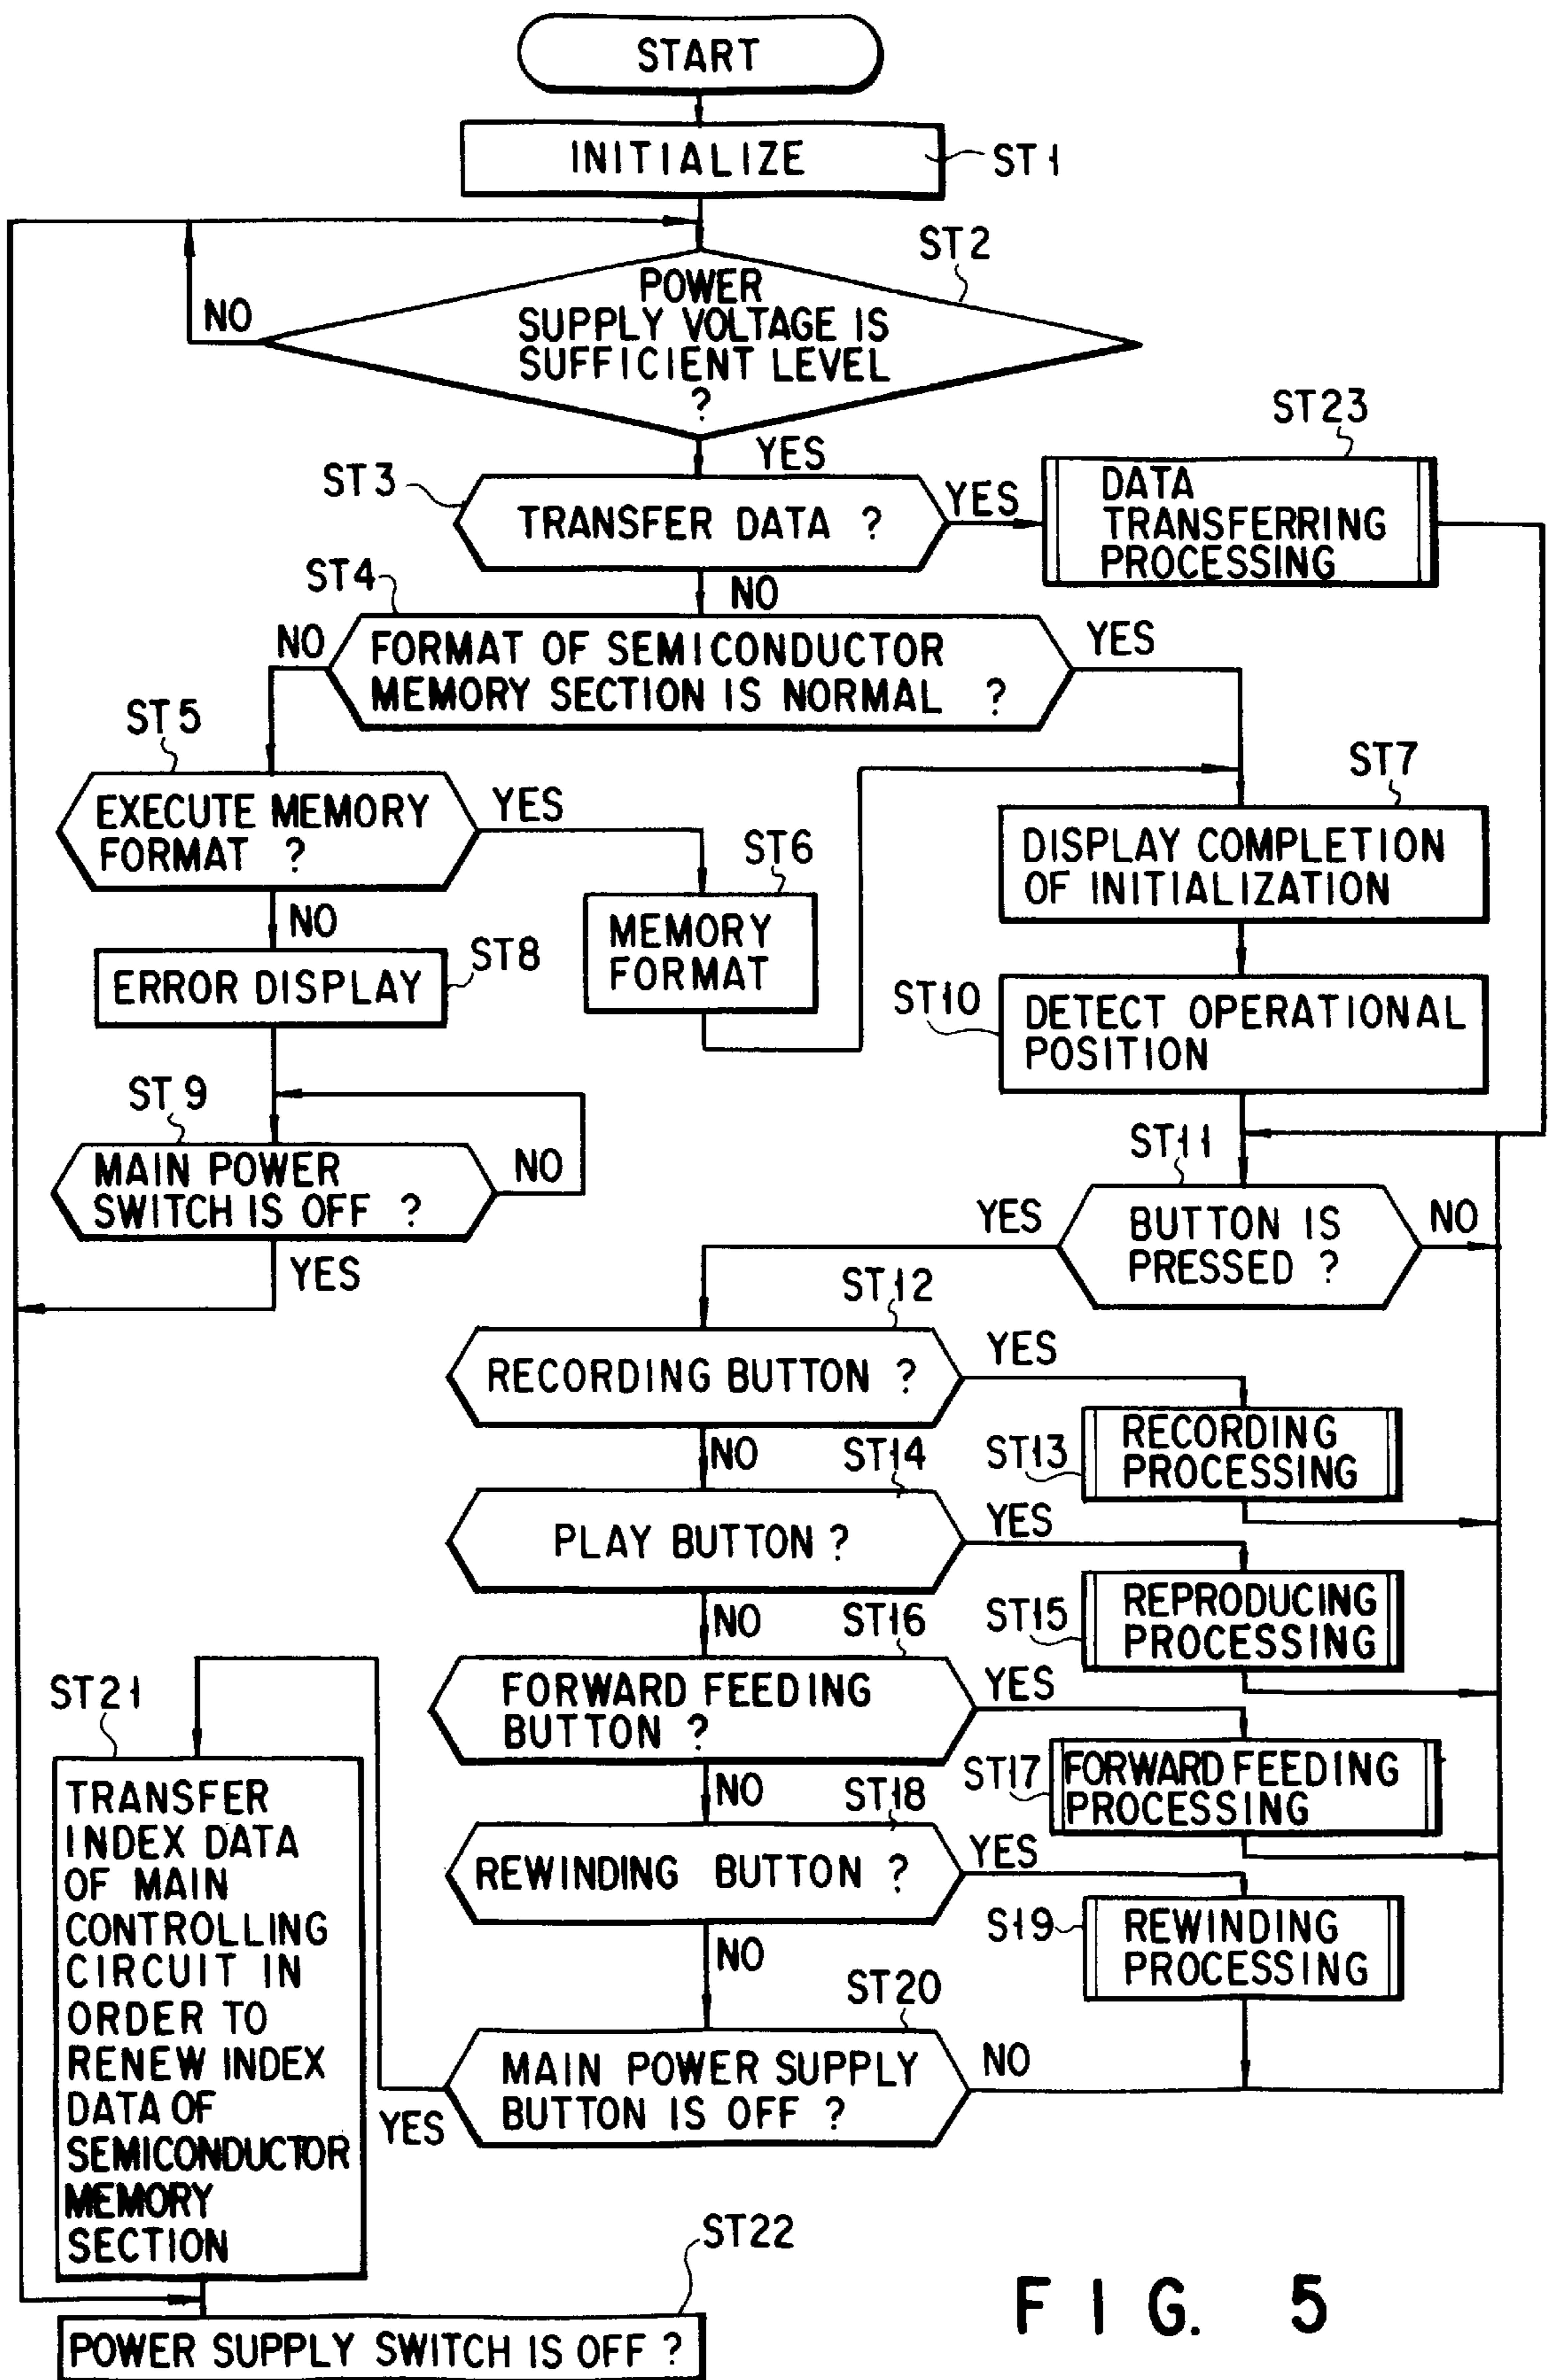 START
INITIALIZE
ST1
ST2
POWER
SUPPLY VOLTAGE IS
SUFFICIENT LEVEL
?
NO
YES
ST3
TRANSFER DATA ?
YES
ST23
DATA
TRANSFERRING
PROCESSING
NO
ST4
FORMAT OF SEMICONDUCTOR
MEMORY SECTION IS NORMAL ?
NO
YES
ST5
EXECUTE MEMORY
FORMAT ?
YES
ST6
MEMORY
FORMAT
ST7
DISPLAY COMPLETION
OF INITIALIZATION
NO
ST8
ERROR DISPLAY
ST10
DETECT OPERATIONAL
POSITION
ST9
MAIN POWER
SWITCH IS OFF ?
NO
YES
ST11
BUTTON IS
PRESSED ?
YES
NO
ST12
RECORDING BUTTON ?
YES
ST13
RECORDING
PROCESSING
NO
ST14
PLAY BUTTON ?
YES
ST15
REPRODUCING
PROCESSING
NO
ST16
FORWARD FEEDING
BUTTON ?
YES
ST17
FORWARD FEEDING
PROCESSING
NO
ST18
REWINDING BUTTON ?
YES
S19
REWINDING
PROCESSING
NO
ST20
MAIN POWER SUPPLY
BUTTON IS OFF ?
NO
YES
ST21
TRANSFER
INDEX DATA
OF MAIN
CONTROLLING
CIRCUIT IN
ORDER TO
RENEW INDEX
DATA OF
SEMICONDUCTOR
MEMORY
SECTION
ST22
POWER SUPPLY SWITCH IS OFF ?
FIG. 5